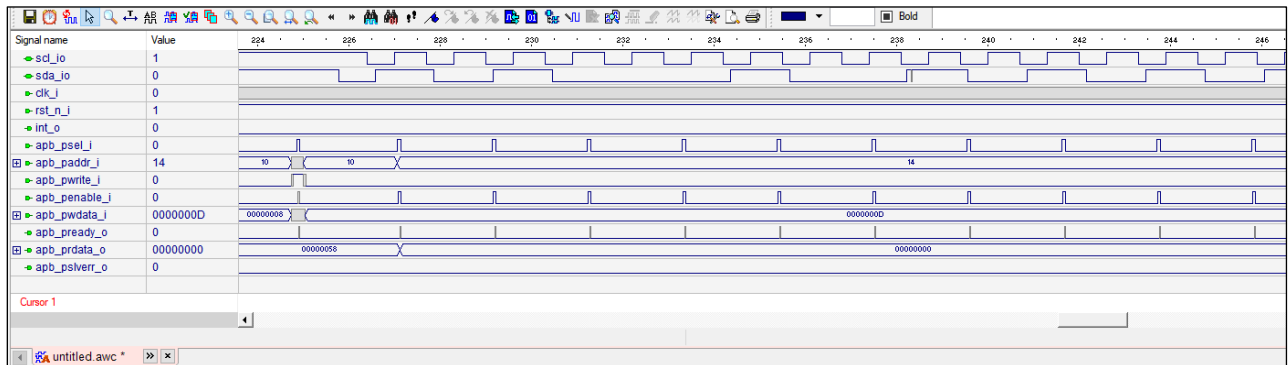 Bold
Signal name Value 224 226 228 230 232 234 236 238 240 242 244 246
scl_io 1
sda_io 0
clk_i 0
rst_n_i 1
int_o 0
apb_psel_i 0
apb_paddr_i 14 10 10 14
apb_pwrite_i 0
apb_penable_i 0
apb_pwdata_i 0000000D 00000008 0000000D
apb_pready_o 0
apb_prdata_o 00000000 00000058 00000000
apb_pslverr_o 0
Cursor 1
untitled.awc *